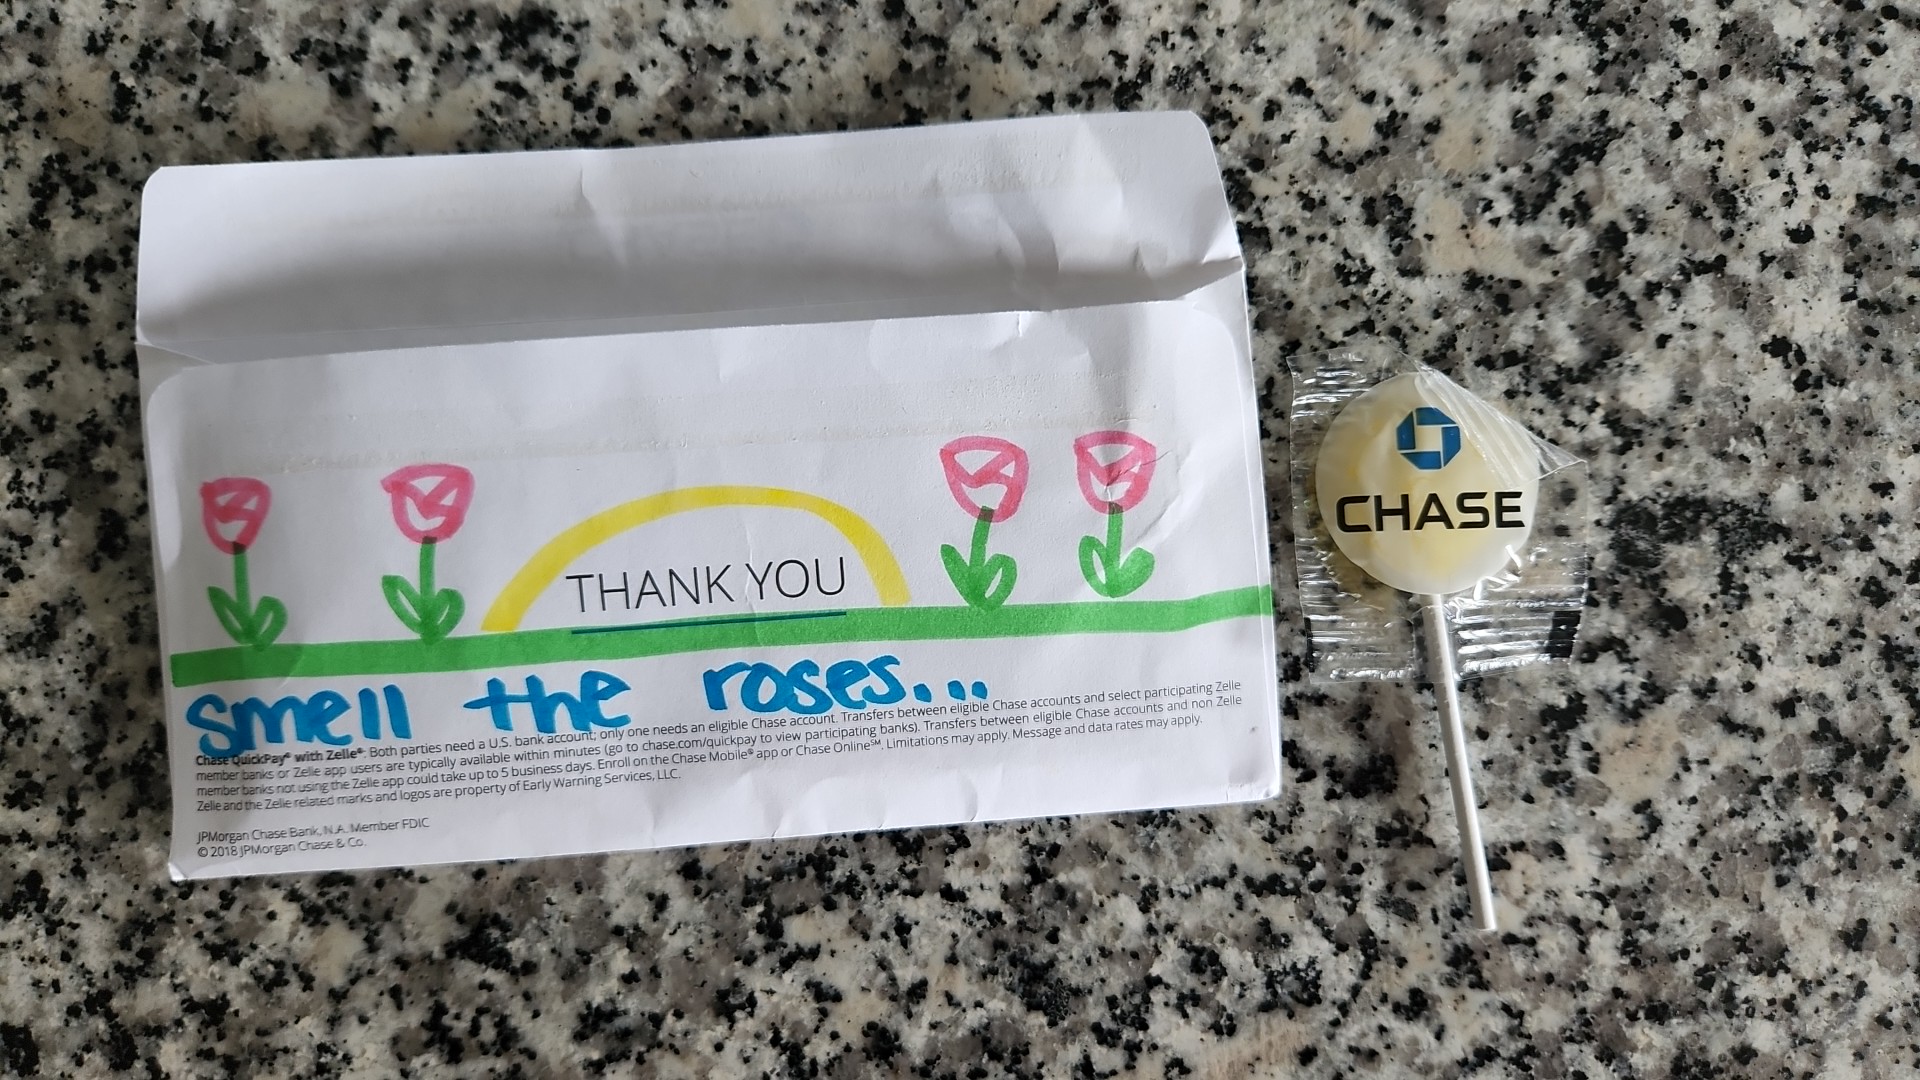 THANK YOU
smell the roses...
Chase QuickPay® with Zelle®: Both parties need a U.S. bank account; only one needs an eligible Chase account. Transfers between eligible Chase accounts and select participating Zelle
member banks or Zelle app users are typically available within minutes (go to chase.com/quickpay to view participating banks). Transfers between eligible Chase accounts and non Zelle
member banks not using the Zelle app could take up to 5 business days. Enroll on the Chase Mobile® app or Chase Online℠. Limitations may apply. Message and data rates may apply.
Zelle and the Zelle related marks and logos are property of Early Warning Services, LLC.
JPMorgan Chase Bank, N.A. Member FDIC
© 2018 JPMorgan Chase & Co.
CHASE